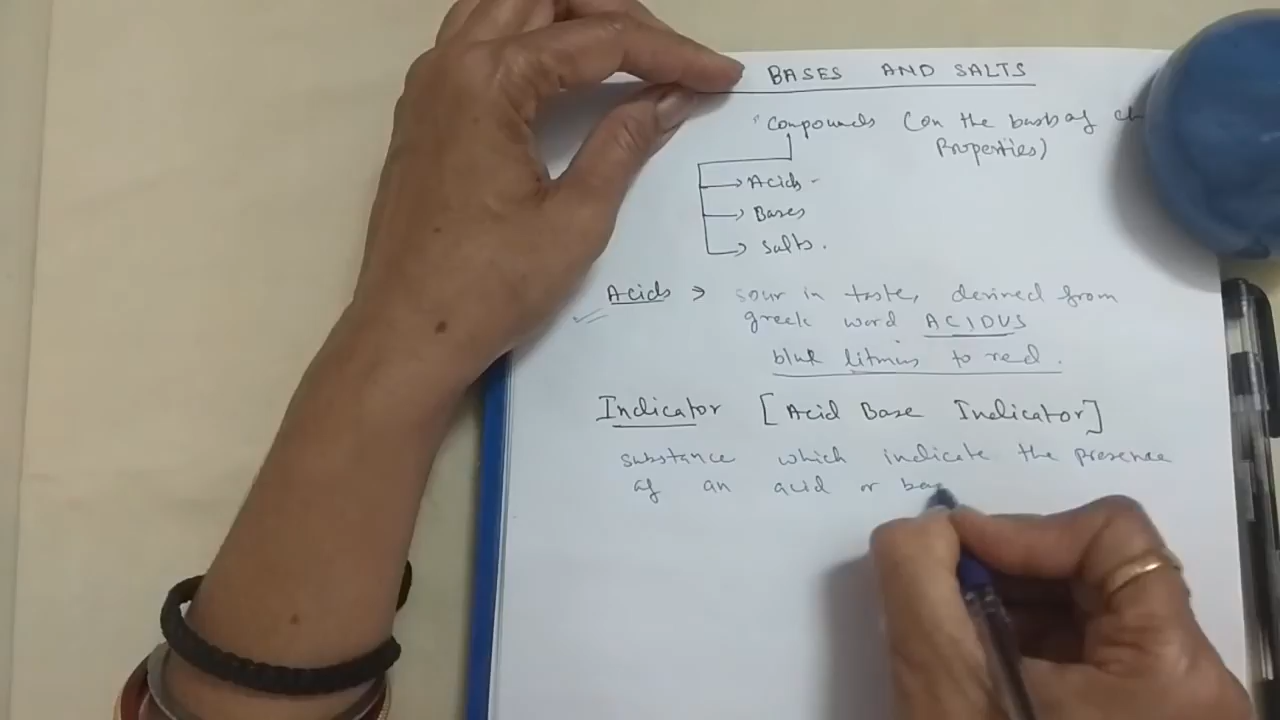 BASES AND SALTS
Compounds (on the basis of ch
Properties)
Acids -
Bases
Salts.
Acids → sour in taste, derived from
greek word ACIDUS
blue litmus to red.
Indicator [Acid Base Indicator]
substance which indicate the presence
of an acid or bas